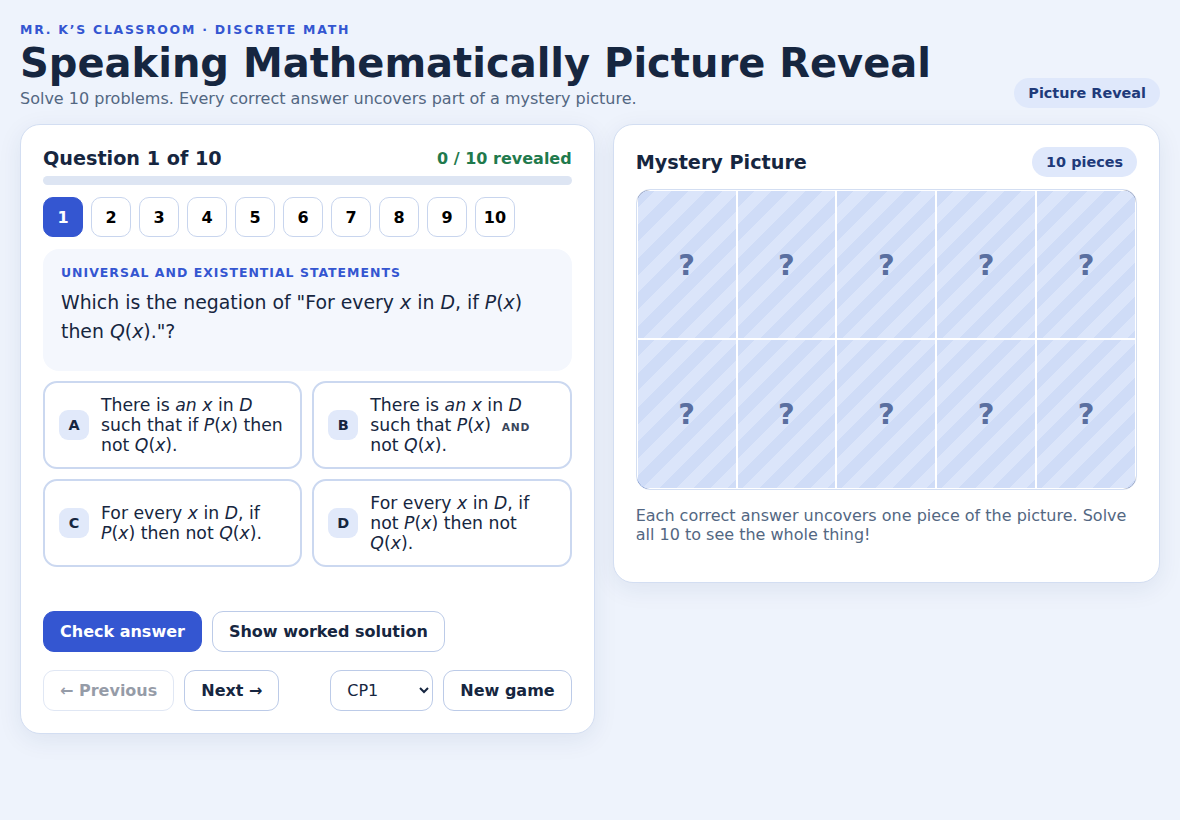 MR. K’S CLASSROOM · DISCRETE MATH
Speaking Mathematically Picture Reveal
Solve 10 problems. Every correct answer uncovers part of a mystery picture.
Picture Reveal
Question 1 of 10
0 / 10 revealed
1 2 3 4 5 6 7 8 9 10
UNIVERSAL AND EXISTENTIAL STATEMENTS
Which is the negation of "For every x in D, if P(x)
then Q(x)."?
A
There is an x in D
such that if P(x) then
not Q(x).
B
There is an x in D
such that P(x) AND
not Q(x).
C
For every x in D, if
P(x) then not Q(x).
D
For every x in D, if
not P(x) then not
Q(x).
Check answer
Show worked solution
← Previous
Next →
CP1
New game
Mystery Picture
10 pieces
? ? ? ? ?
? ? ? ? ?
Each correct answer uncovers one piece of the picture. Solve
all 10 to see the whole thing!